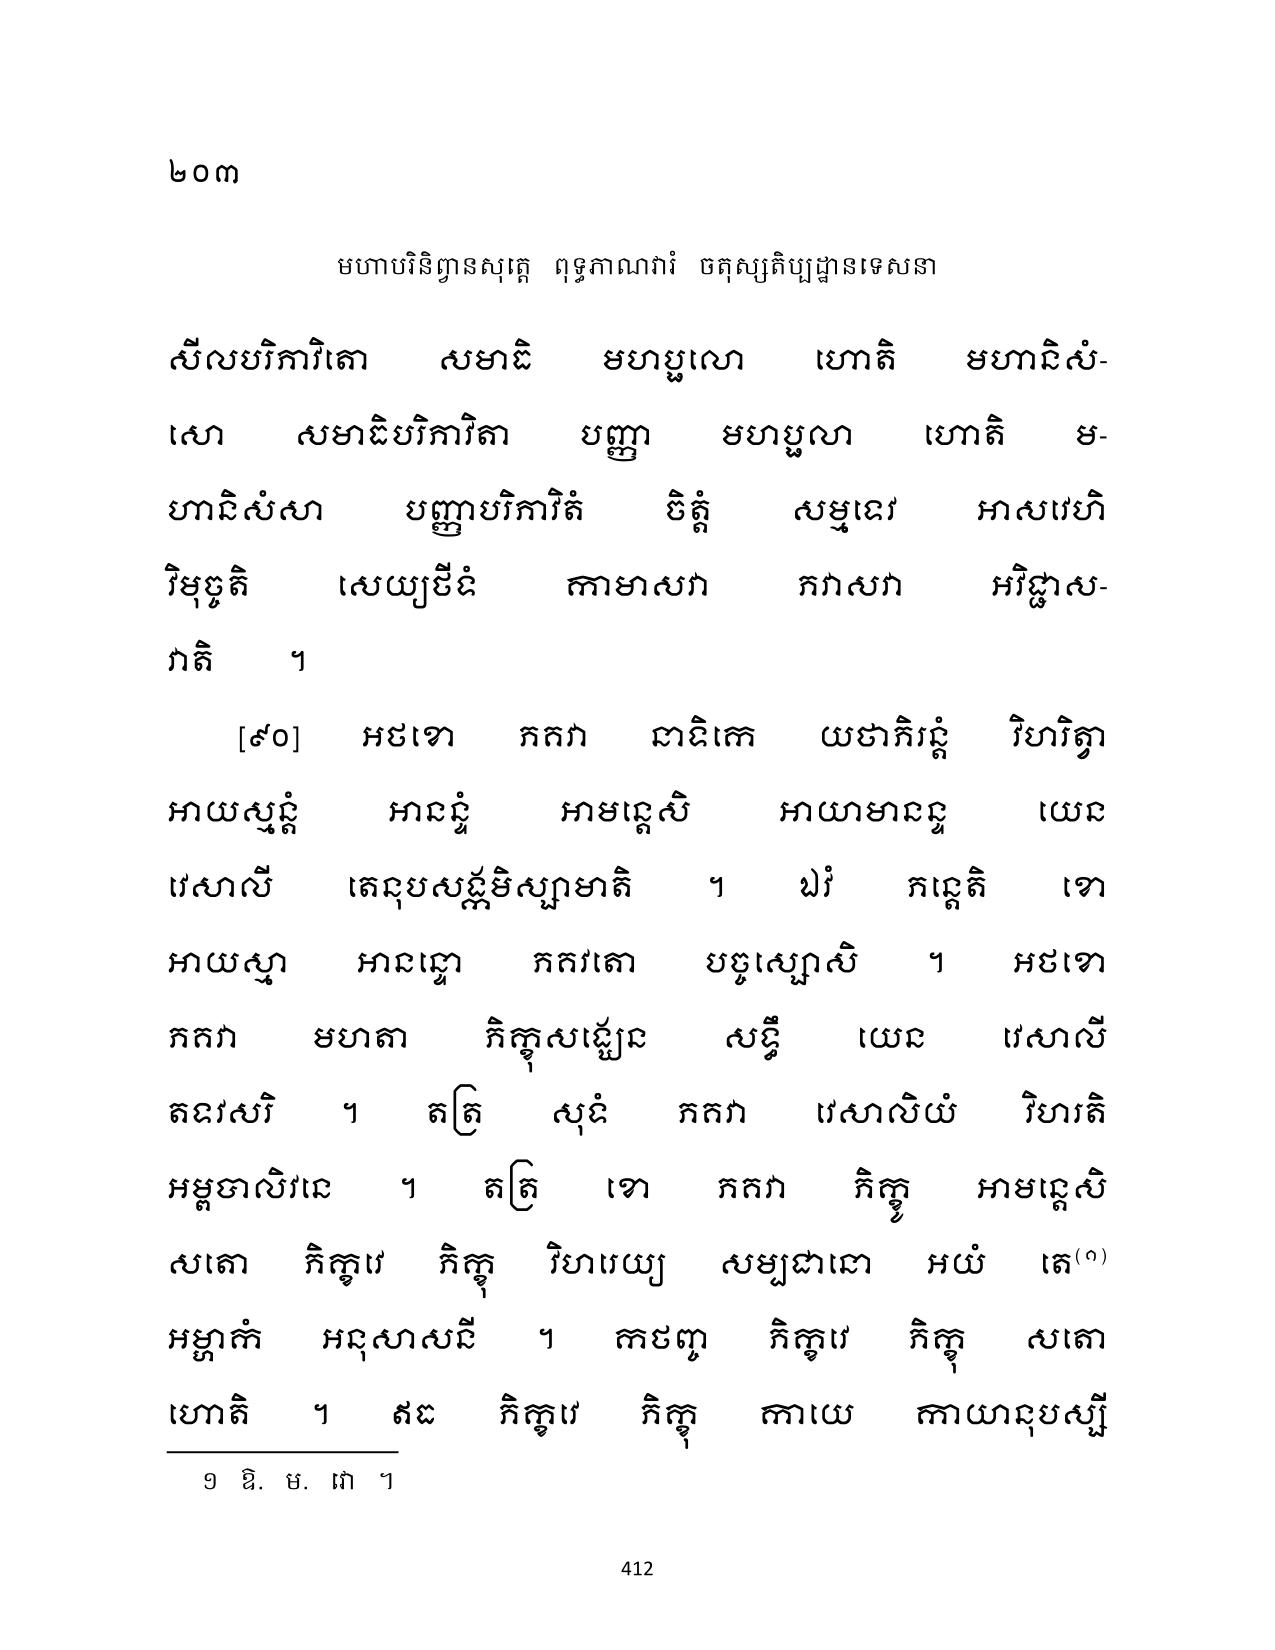 ២០៣
មហាបរិនិព្វានសុត្តេ ពុទ្ធភាណវារំ ចតុស្សតិប្បដ្ឋានទេសនា
សីលបរិភាវិតោ សមាធិ មហប្ផលោ ហោតិ មហានិសំ-
សោ សមាធិបរិភាវិតា បញ្ញា មហប្ផលា ហោតិ ម-
ហានិសំសា បញ្ញាបរិភាវិតំ ចិត្តំ សម្មទេវ អាសវេហិ
វិមុច្ចតិ សេយ្យថីទំ កាមាសវា ភវាសវា អវិជ្ជាស-
វាតិ ។
[៩០] អថខោ ភគវា នាទិកេ យថាភិរន្តំ វិហរិត្វា
អាយស្មន្តំ អានន្ទំ អាមន្តេសិ អាយាមានន្ទ យេន
វេសាលី តេនុបសង្កមិស្សាមាតិ ។ ឯវំ ភន្តេតិ ខោ
អាយស្មា អានន្ទោ ភគវតោ បច្ចស្សោសិ ។ អថខោ
ភគវា មហតា ភិក្ខុសង្ឃេន សទ្ធឹ យេន វេសាលី
តទវសរិ ។ តត្រ សុទំ ភគវា វេសាលិយំ វិហរតិ
អម្ពបាលិវនេ ។ តត្រ ខោ ភគវា ភិក្ខូ អាមន្តេសិ
សតោ ភិក្ខវេ ភិក្ខុ វិហរេយ្យ សម្បជានោ អយំ តេ(១)
អម្ហាកំ អនុសាសនី ។ កថញ្ច ភិក្ខវេ ភិក្ខុ សតោ
ហោតិ ។ ឥធ ភិក្ខវេ ភិក្ខុ កាយេ កាយានុបស្សី
១ ឱ. ម. វោ ។
412